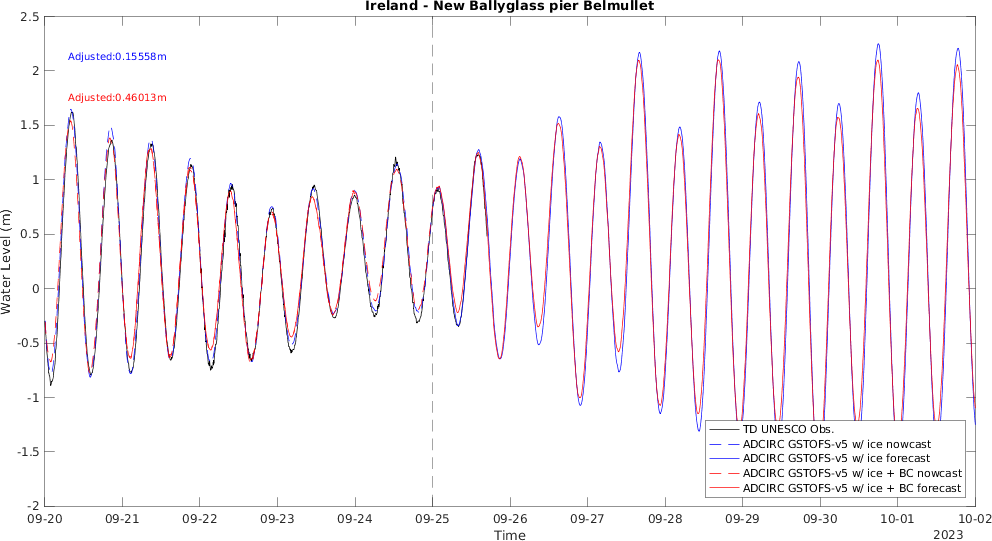 Ireland - New Ballyglass pier Belmullet
Adjusted:0.15558m
Adjusted:0.46013m
Water Level (m)
2.5
2
1.5
1
0.5
0
-0.5
-1
-1.5
-2
TD UNESCO Obs.
ADCIRC GSTOFS-v5 w/ ice nowcast
ADCIRC GSTOFS-v5 w/ ice forecast
ADCIRC GSTOFS-v5 w/ ice + BC nowcast
ADCIRC GSTOFS-v5 w/ ice + BC forecast
09-20 09-21 09-22 09-23 09-24 09-25 09-26 09-27 09-28 09-29 09-30 10-01 10-02
Time
2023